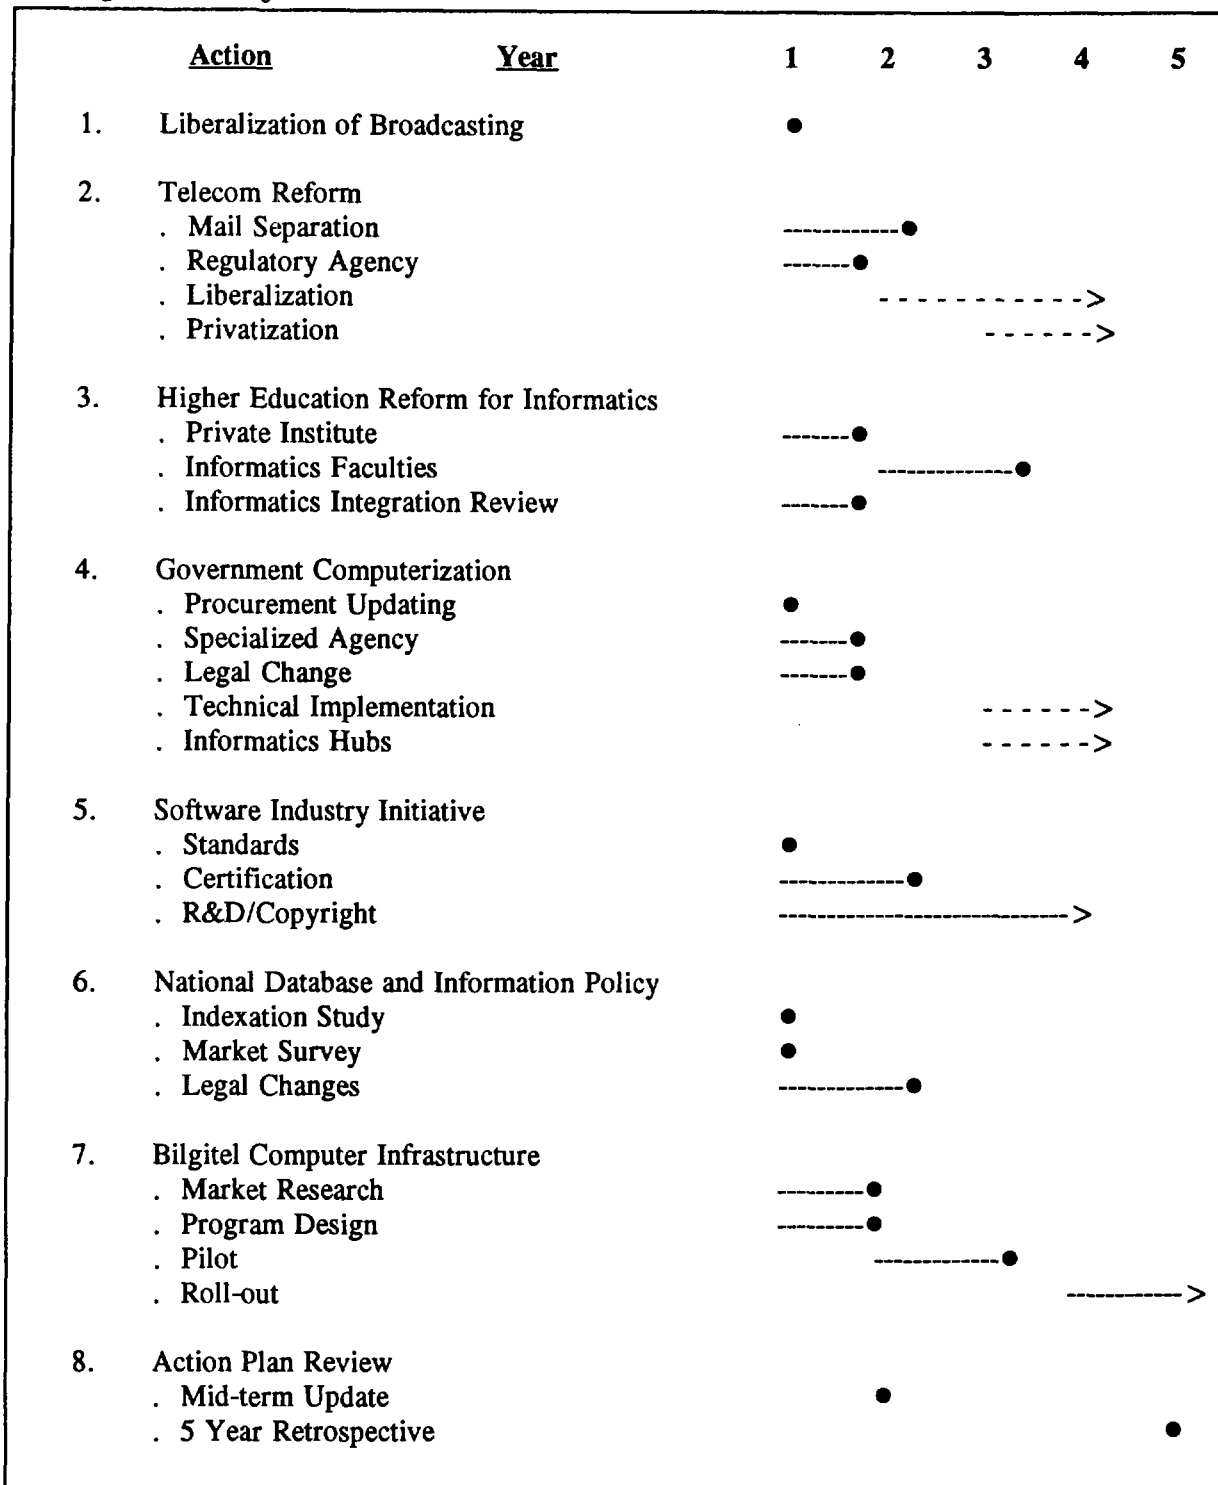 Action Year 1 2 3 4 5
1. Liberalization of Broadcasting ●
2. Telecom Reform
. Mail Separation ------------●
. Regulatory Agency -------●
. Liberalization - - - - - - - - - - ->
. Privatization - - - - - ->
3. Higher Education Reform for Informatics
. Private Institute -------●
. Informatics Faculties --------------●
. Informatics Integration Review -------●
4. Government Computerization
. Procurement Updating ●
. Specialized Agency -------●
. Legal Change -------●
. Technical Implementation - - - - - ->
. Informatics Hubs - - - - - ->
5. Software Industry Initiative
. Standards ●
. Certification -------------●
. R&D/Copyright ------------------------------>
6. National Database and Information Policy
. Indexation Study ●
. Market Survey ●
. Legal Changes -------------●
7. Bilgitel Computer Infrastructure
. Market Research ---------●
. Program Design ---------●
. Pilot -------------●
. Roll-out ------------>
8. Action Plan Review
. Mid-term Update ●
. 5 Year Retrospective ●